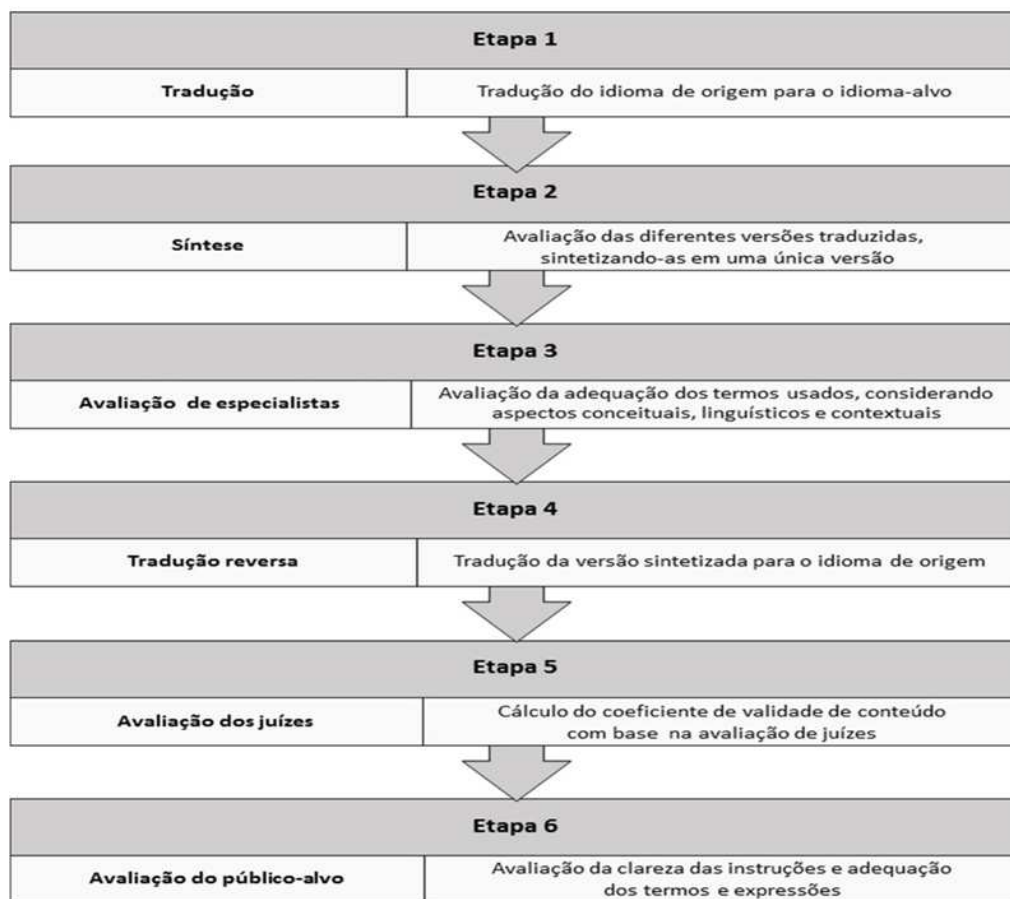 Etapa 1
Tradução
Tradução do idioma de origem para o idioma-alvo
Etapa 2
Síntese
Avaliação das diferentes versões traduzidas,
sintetizando-as em uma única versão
Etapa 3
Avaliação de especialistas
Avaliação da adequação dos termos usados, considerando
aspectos conceituais, linguísticos e contextuais
Etapa 4
Tradução reversa
Tradução da versão sintetizada para o idioma de origem
Etapa 5
Avaliação dos juízes
Cálculo do coeficiente de validade de conteúdo
com base na avaliação de juízes
Etapa 6
Avaliação do público-alvo
Avaliação da clareza das instruções e adequação
dos termos e expressões